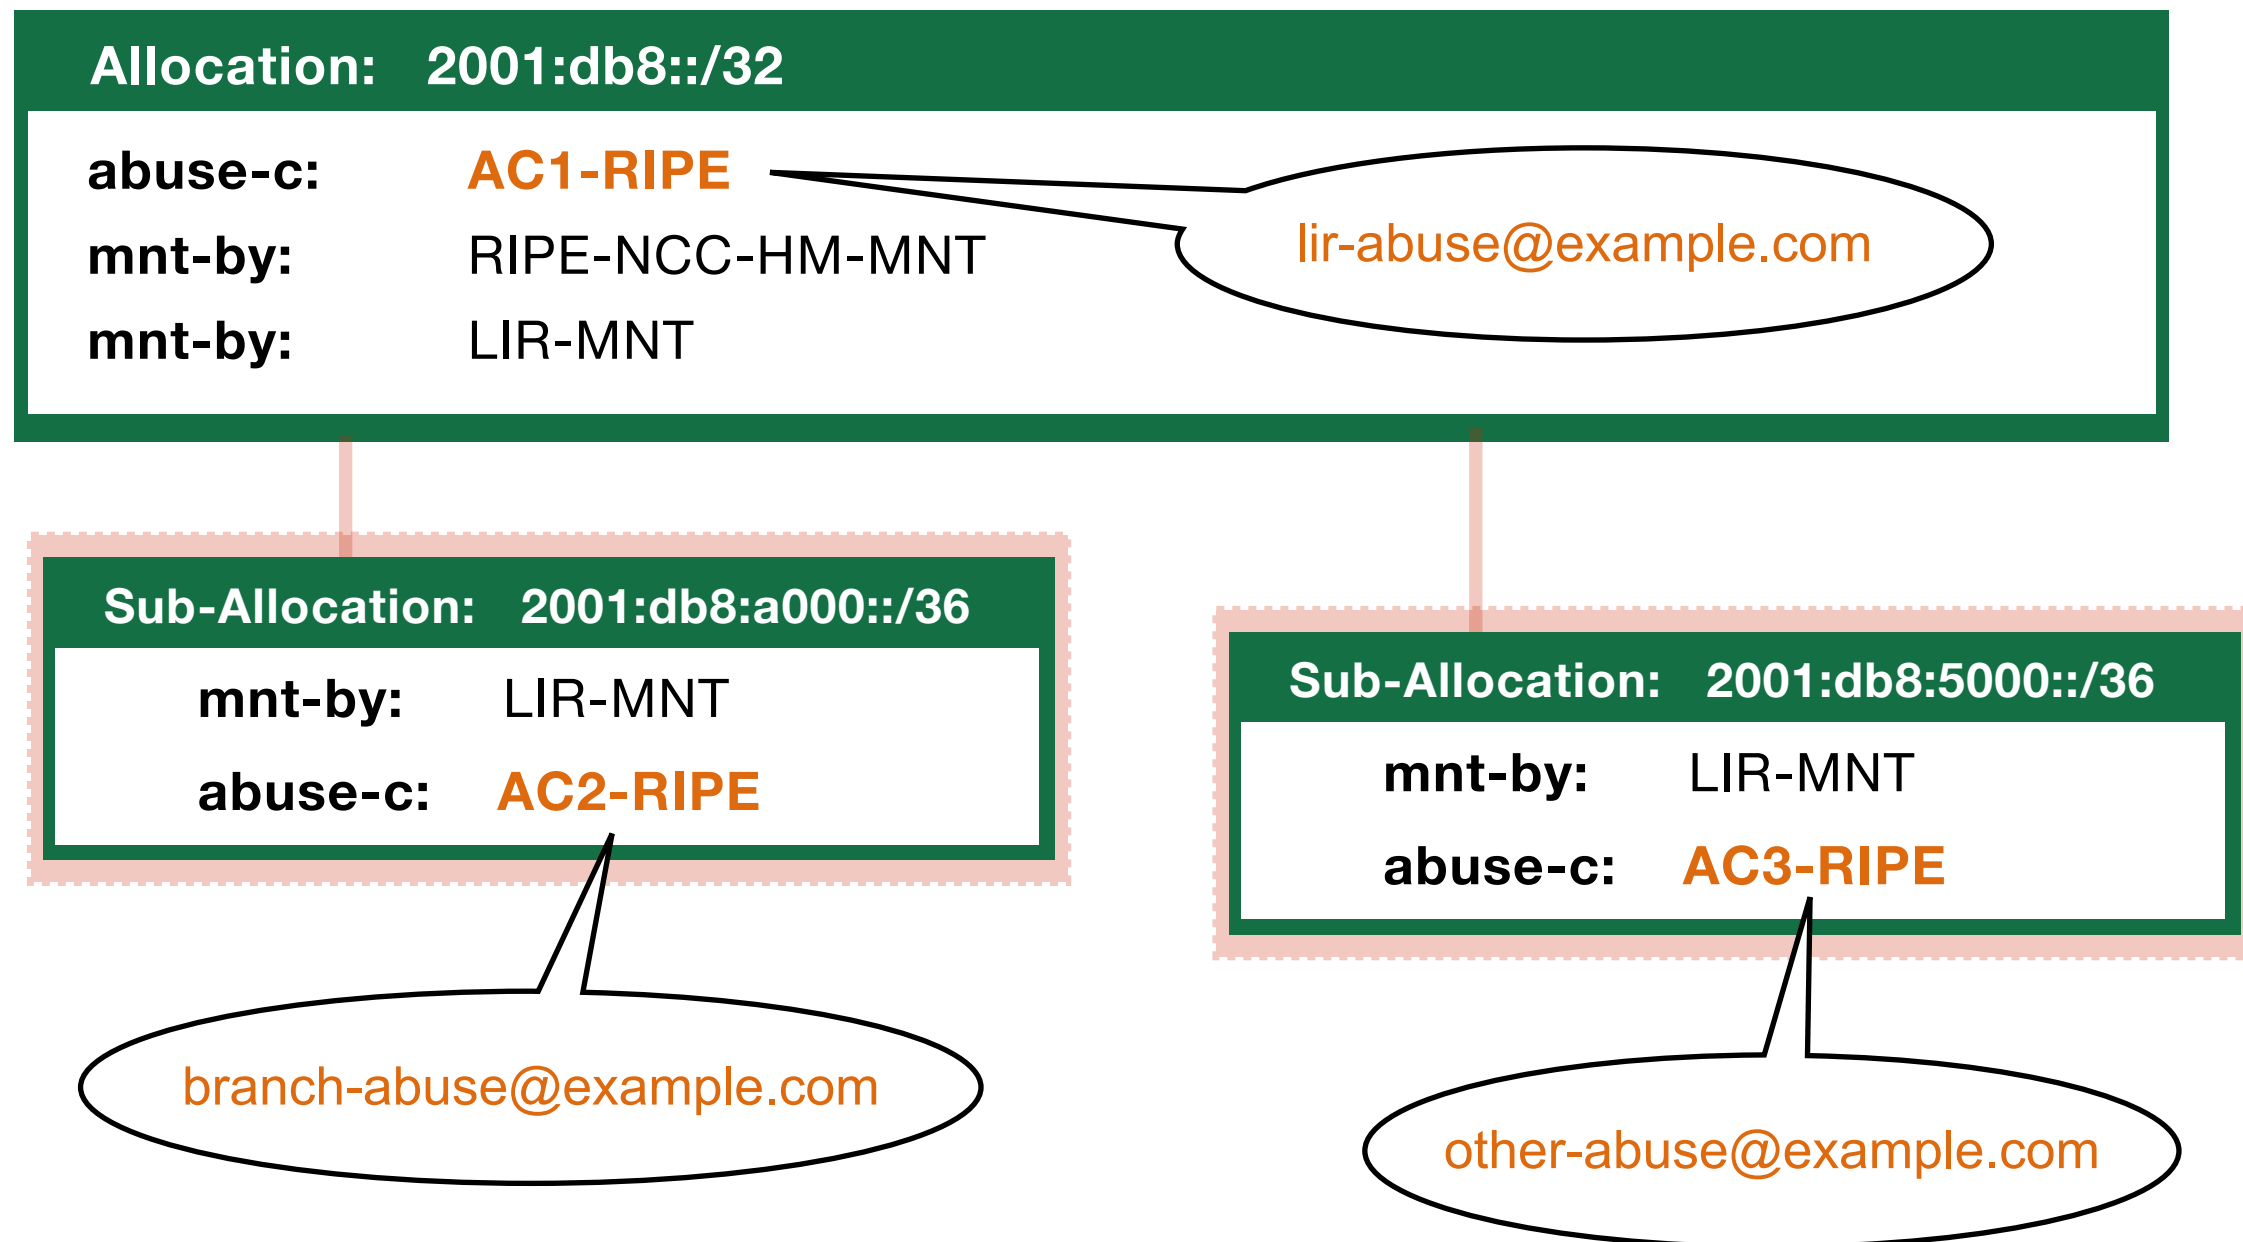 Allocation: 2001:db8::/32
abuse-c: AC1-RIPE
mnt-by: RIPE-NCC-HM-MNT
mnt-by: LIR-MNT
lir-abuse@example.com
Sub-Allocation: 2001:db8:a000::/36
mnt-by: LIR-MNT
abuse-c: AC2-RIPE
branch-abuse@example.com
Sub-Allocation: 2001:db8:5000::/36
mnt-by: LIR-MNT
abuse-c: AC3-RIPE
other-abuse@example.com